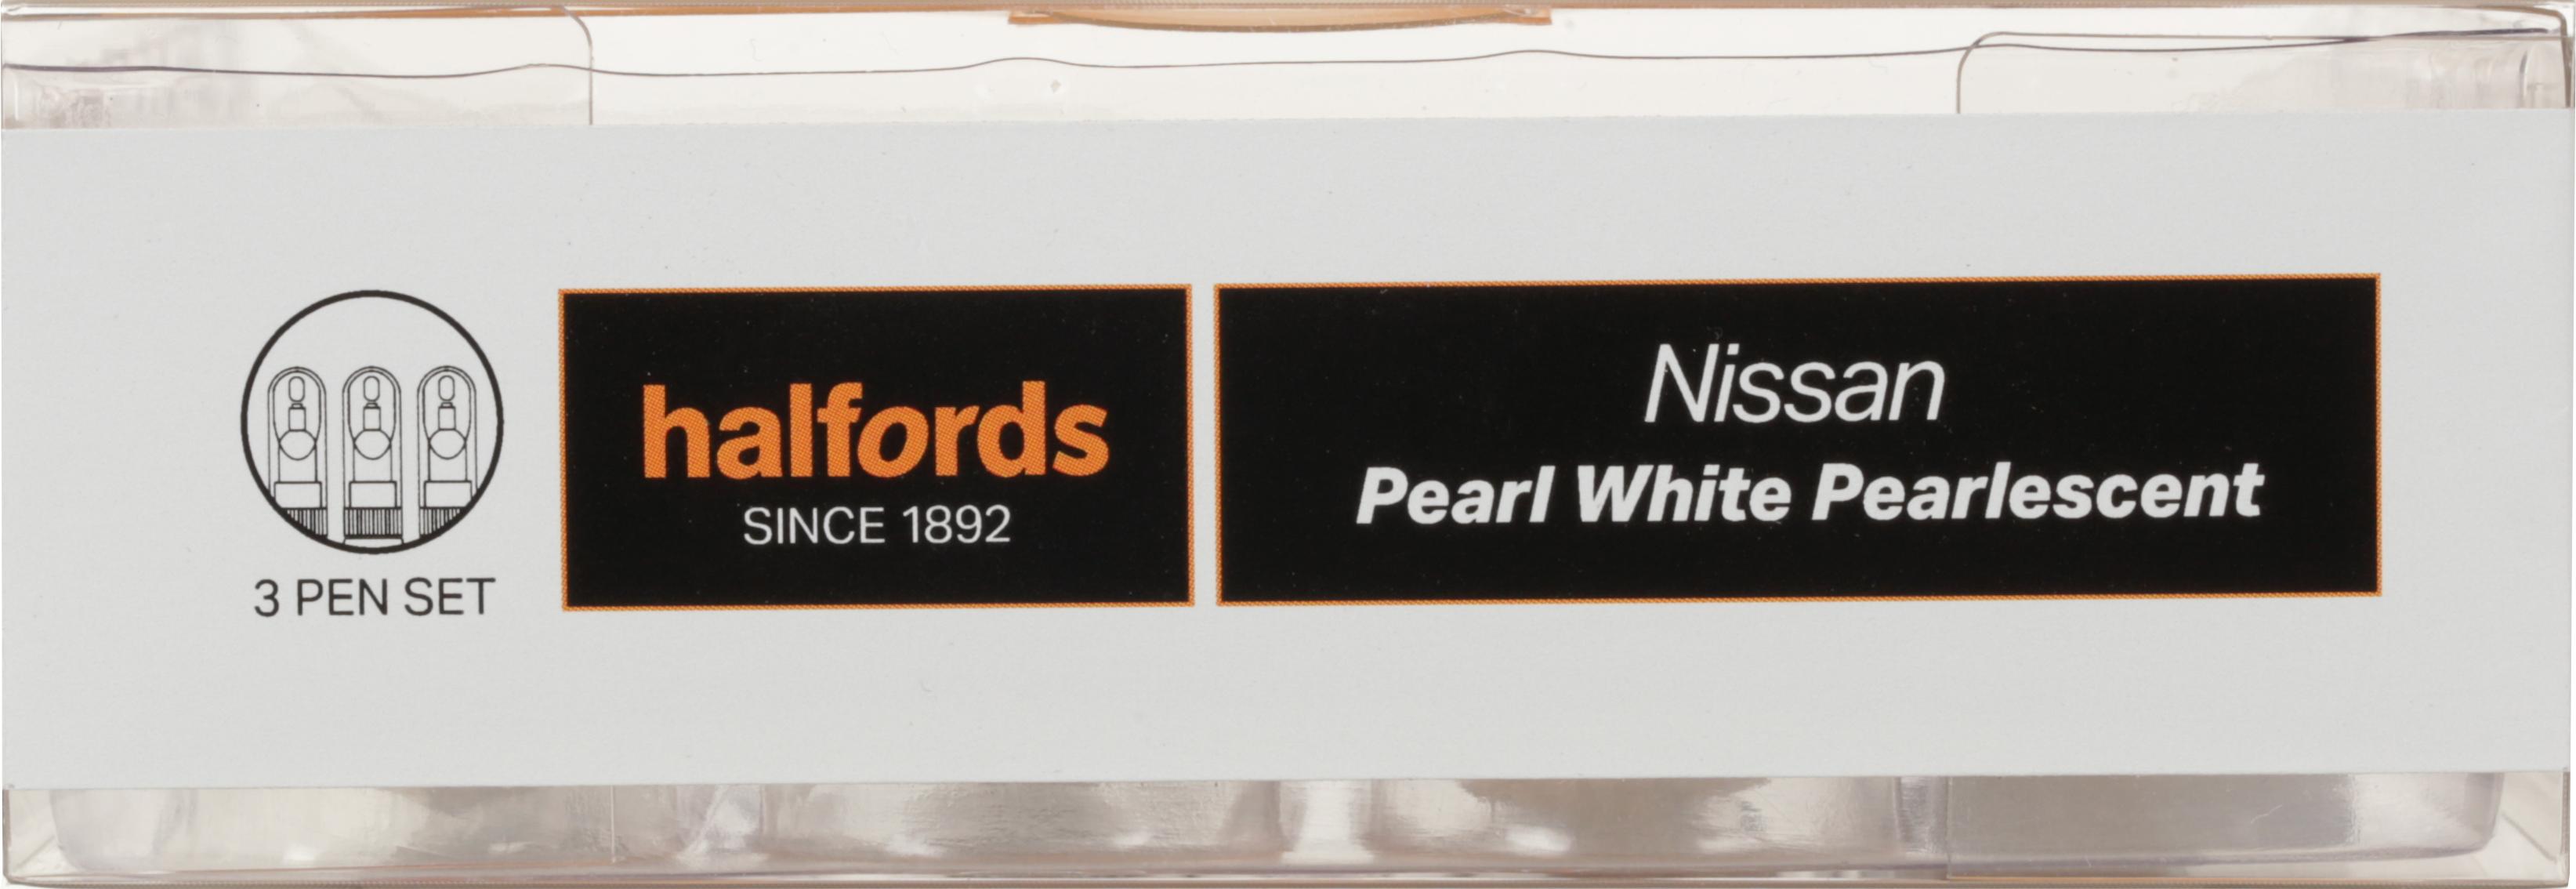 3 PEN SET
halfords
SINCE 1892
Nissan
Pearl White Pearlescent